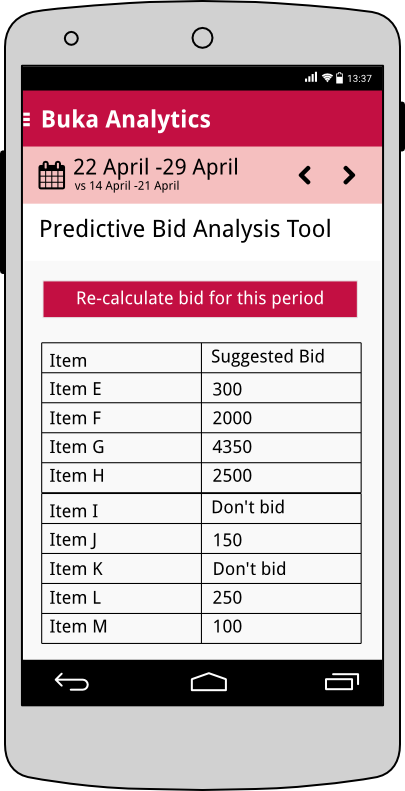 13:37
Buka Analytics
22 April -29 April
vs 14 April -21 April
Predictive Bid Analysis Tool
Re-calculate bid for this period
Item Suggested Bid
Item E 300
Item F 2000
Item G 4350
Item H 2500
Item I Don't bid
Item J 150
Item K Don't bid
Item L 250
Item M 100